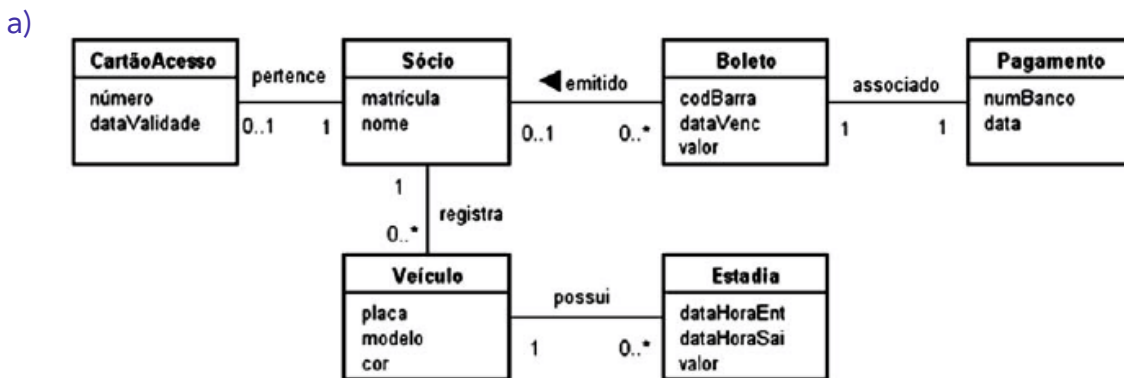 a)
CartãoAcesso
número
dataValidade
pertence
0..1
1
Sócio
matrícula
nome
emitido
0..1
0..*
Boleto
codBarra
dataVenc
valor
associado
1
1
Pagamento
numBanco
data
1
registra
0..*
Veículo
placa
modelo
cor
possui
1
0..*
Estadia
dataHoraEnt
dataHoraSai
valor